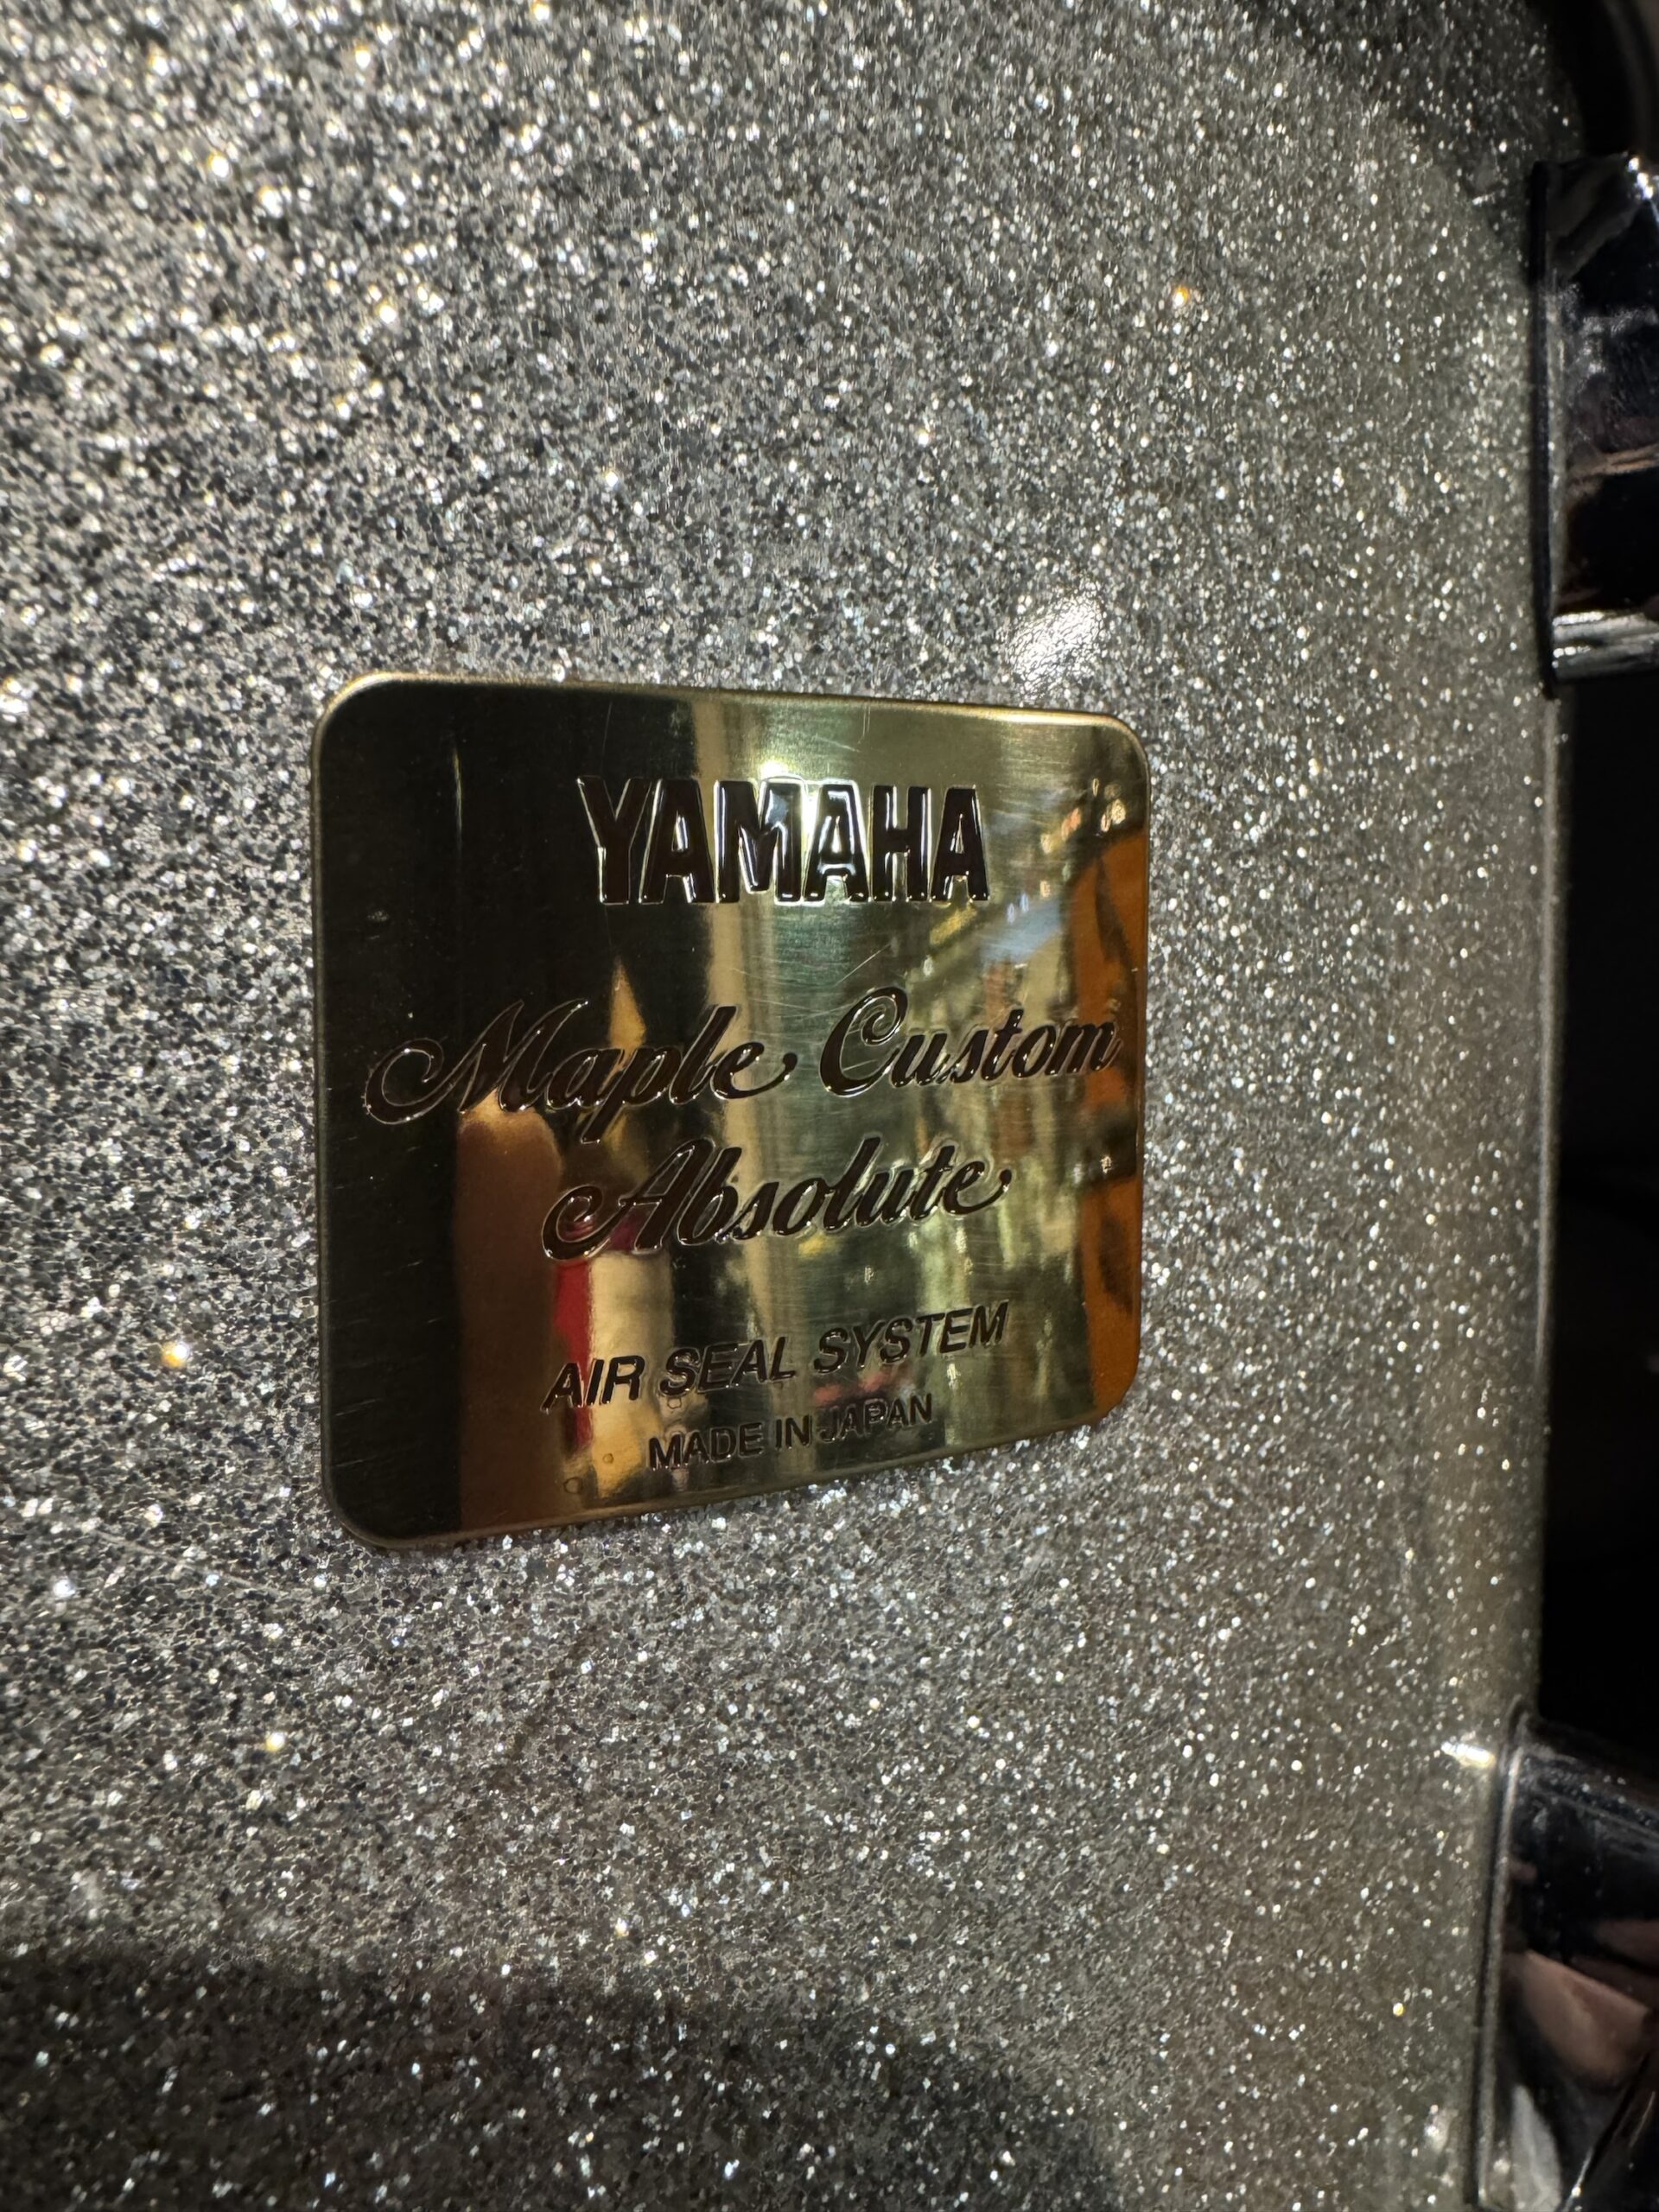 YAMAHA
Maple Custom
Absolute
AIR SEAL SYSTEM
MADE IN JAPAN